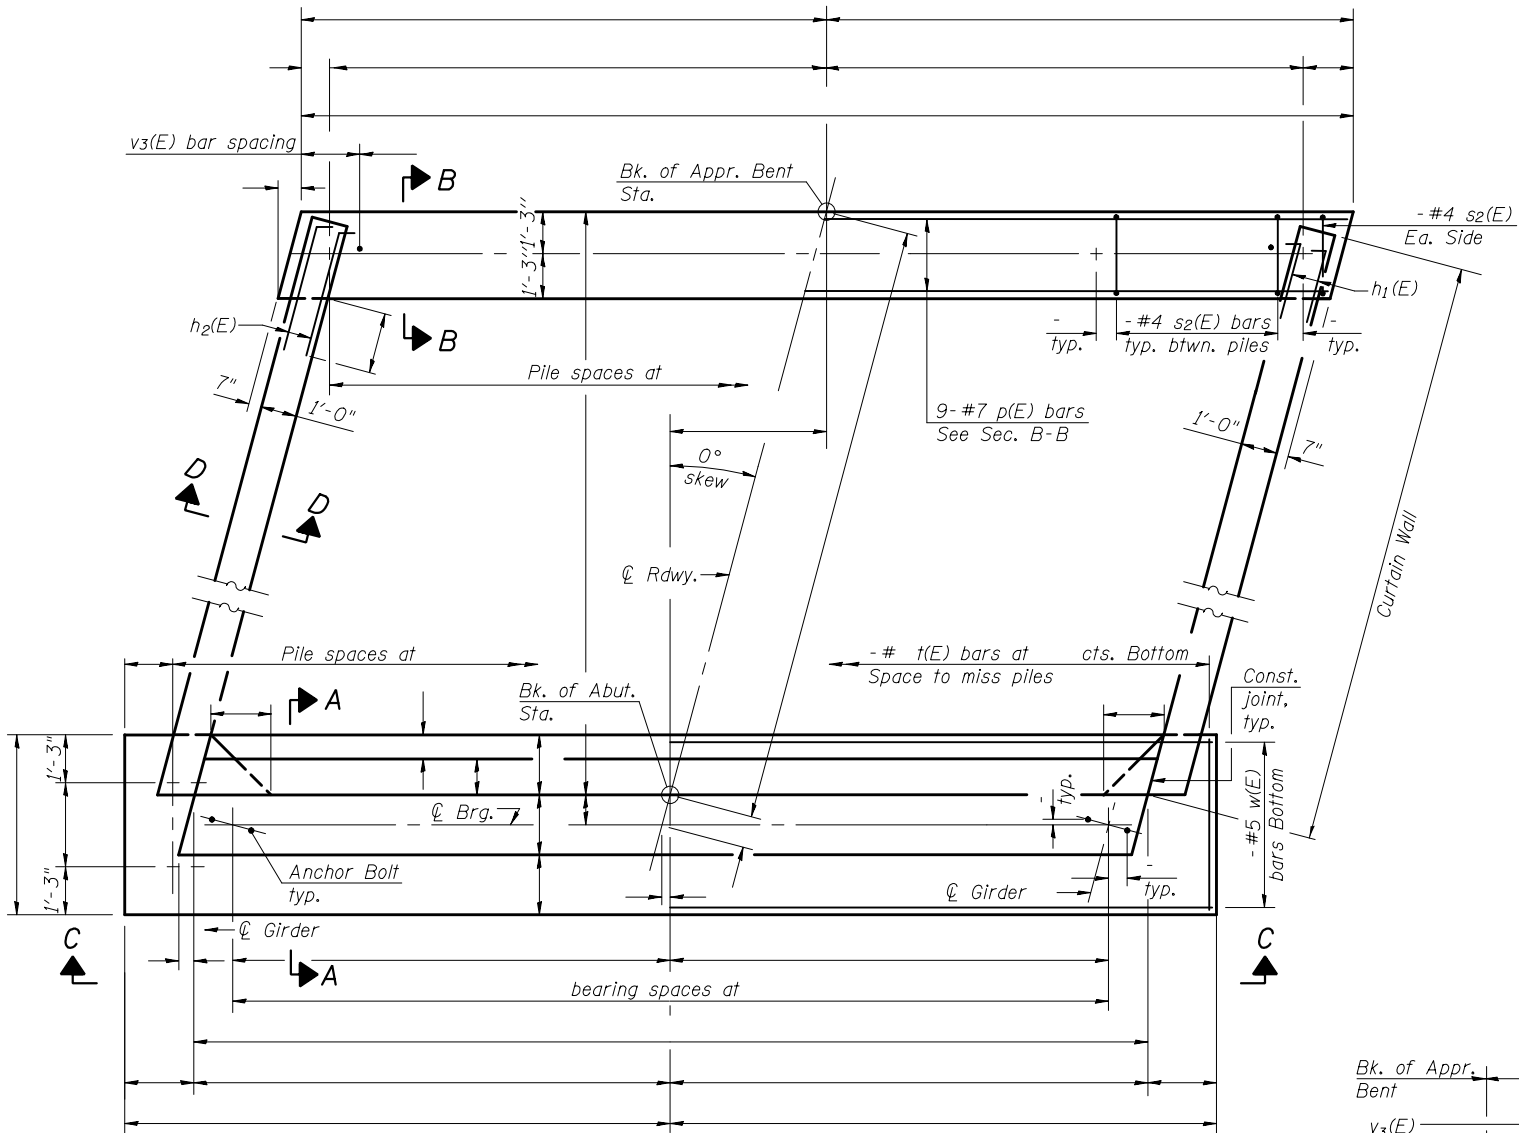 v3(E) bar spacing
B
Bk. of Appr. Bent
Sta.
1'-3"
1'-3"
- #4 s2(E)
Ea. Side
h1(E)
h2(E)
B
-
typ.
- #4 s2(E) bars
typ. btwn. piles
-
typ.
Pile spaces at
7"
1'-0"
9- #7 p(E) bars
See Sec. B-B
1'-0"
7"
0°
skew
D
D
Curtain Wall
℄ Rdwy.
Pile spaces at
- # t(E) bars at cts. Bottom
Space to miss piles
A
Bk. of Abut.
Sta.
Const.
joint,
typ.
1'-3"
-
typ.
℄ Brg.
- #5 w(E)
bars Bottom
Anchor Bolt
typ.
1'-3"
℄ Girder
-
typ.
℄ Girder
C
A
C
bearing spaces at
Bk. of Appr.
Bent
v3(E)